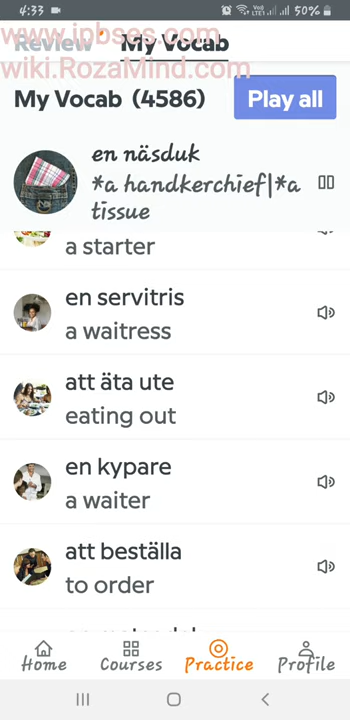 4:33
50%
www.ipbses.com
Review My Vocab
wiki.RozaMind.com
My Vocab (4586)
Play all
en näsduk
*a handkerchief|*a
tissue
a starter
en servitris
a waitress
att äta ute
eating out
en kypare
a waiter
att beställa
to order
Home Courses Practice Profile